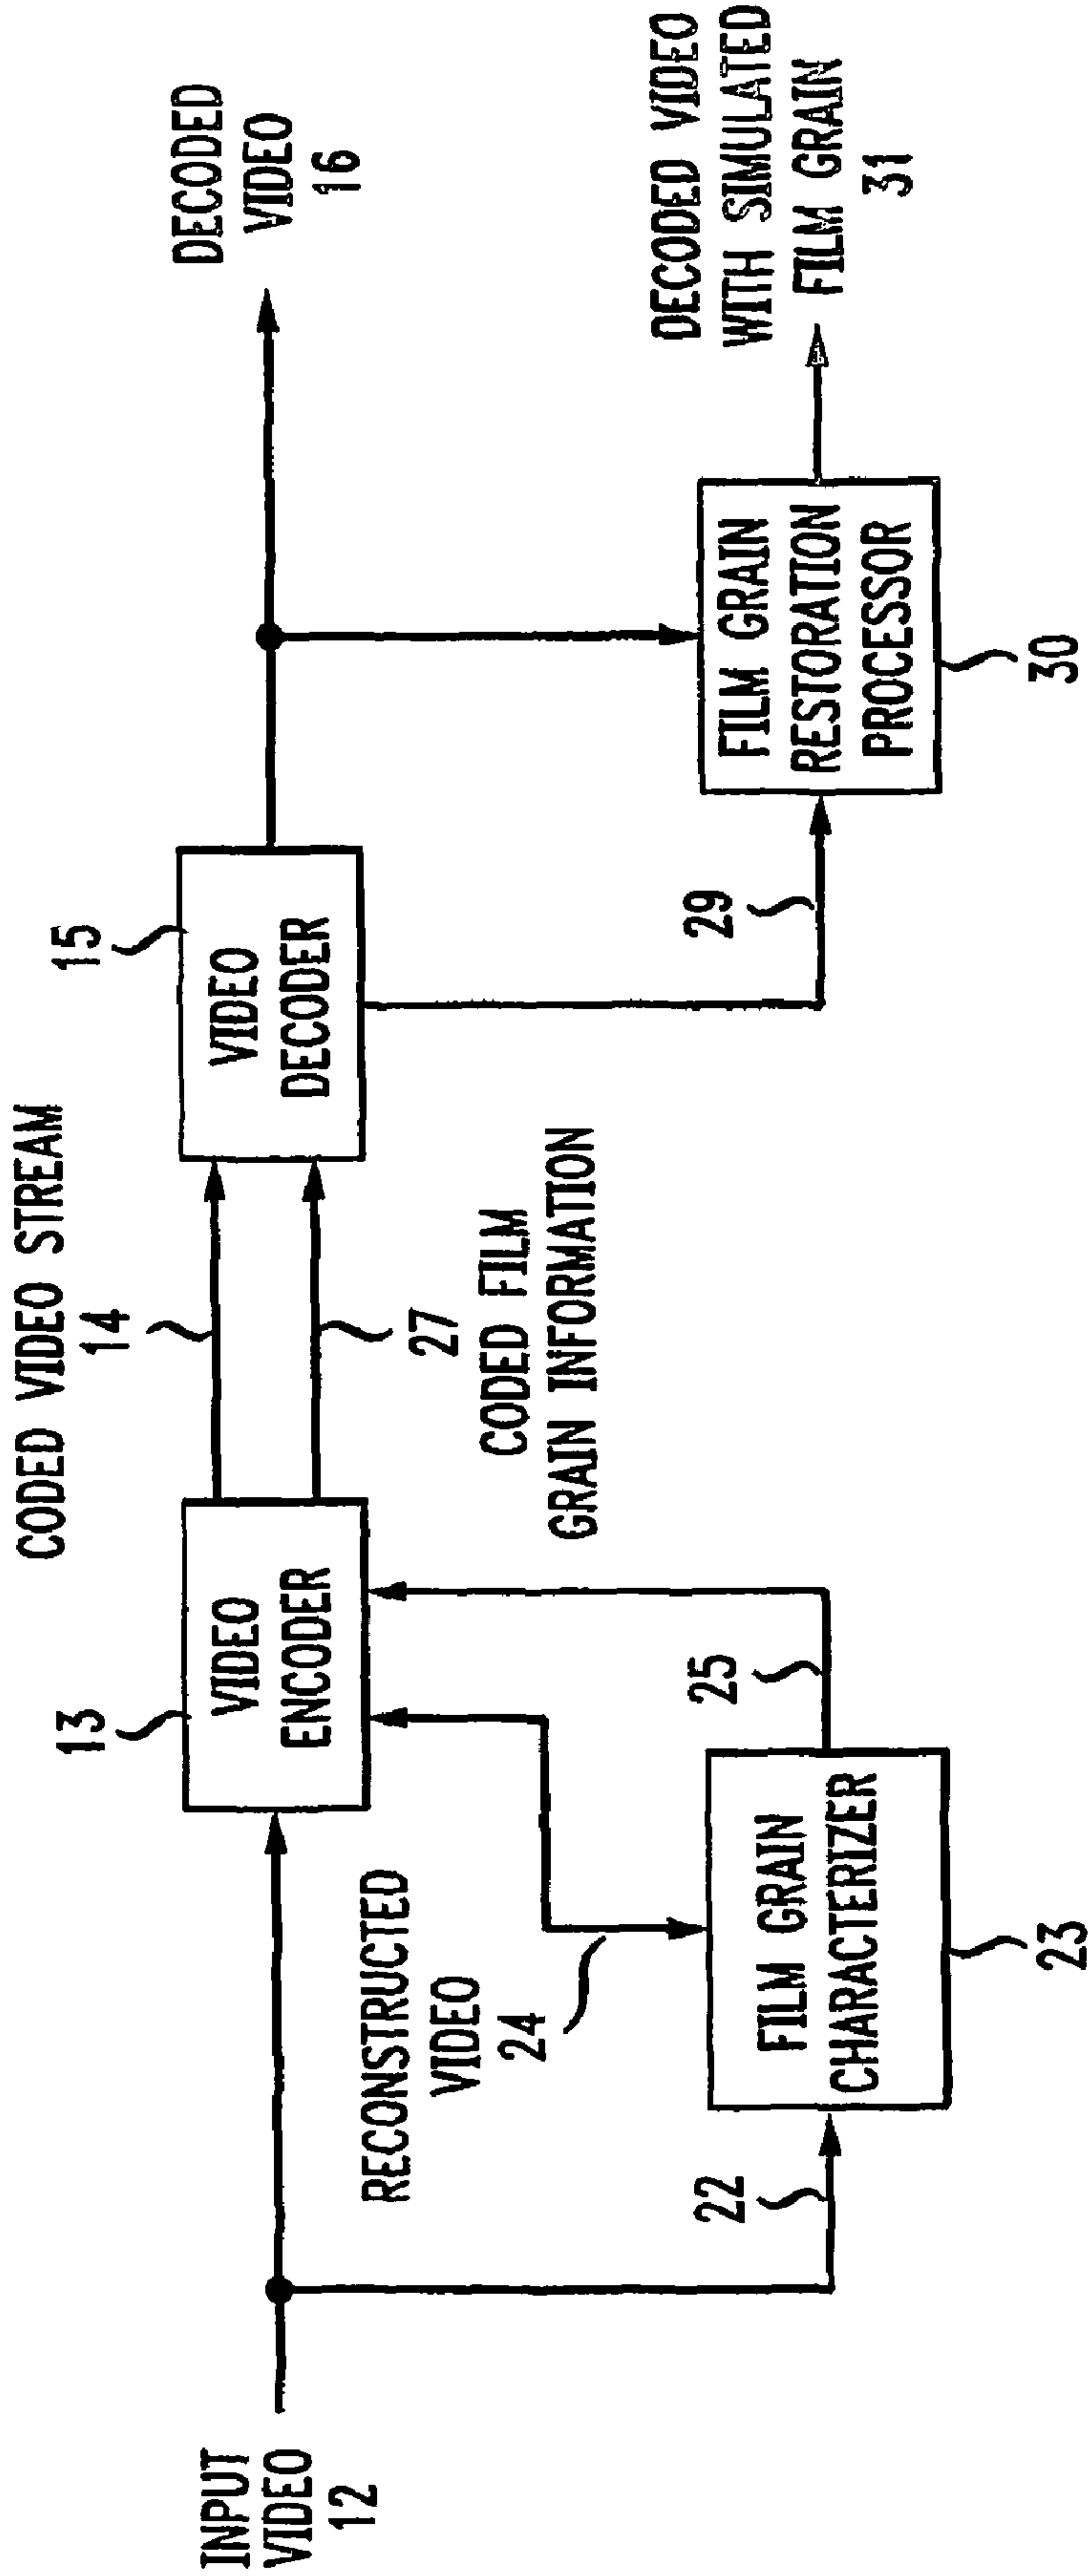 INPUT
VIDEO
12
22
FILM GRAIN
CHARACTERIZER
23
RECONSTRUCTED
VIDEO
24
25
13
VIDEO
ENCODER
CODED VIDEO STREAM
14
27
CODED FILM
GRAIN INFORMATION
15
VIDEO
DECODER
29
FILM GRAIN
RESTORATION
PROCESSOR
30
DECODED
VIDEO
16
DECODED VIDEO
WITH SIMULATED
FILM GRAIN
31